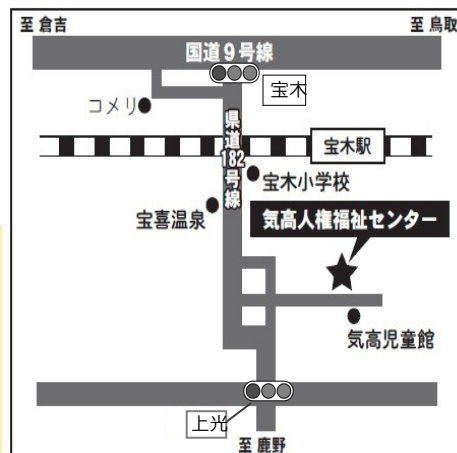 至 倉吉
至 鳥取
国道9号線
宝木
コメリ
県道182号線
宝木駅
宝木小学校
宝喜温泉
気高人権福祉センター
気高児童館
上光
至 鹿野